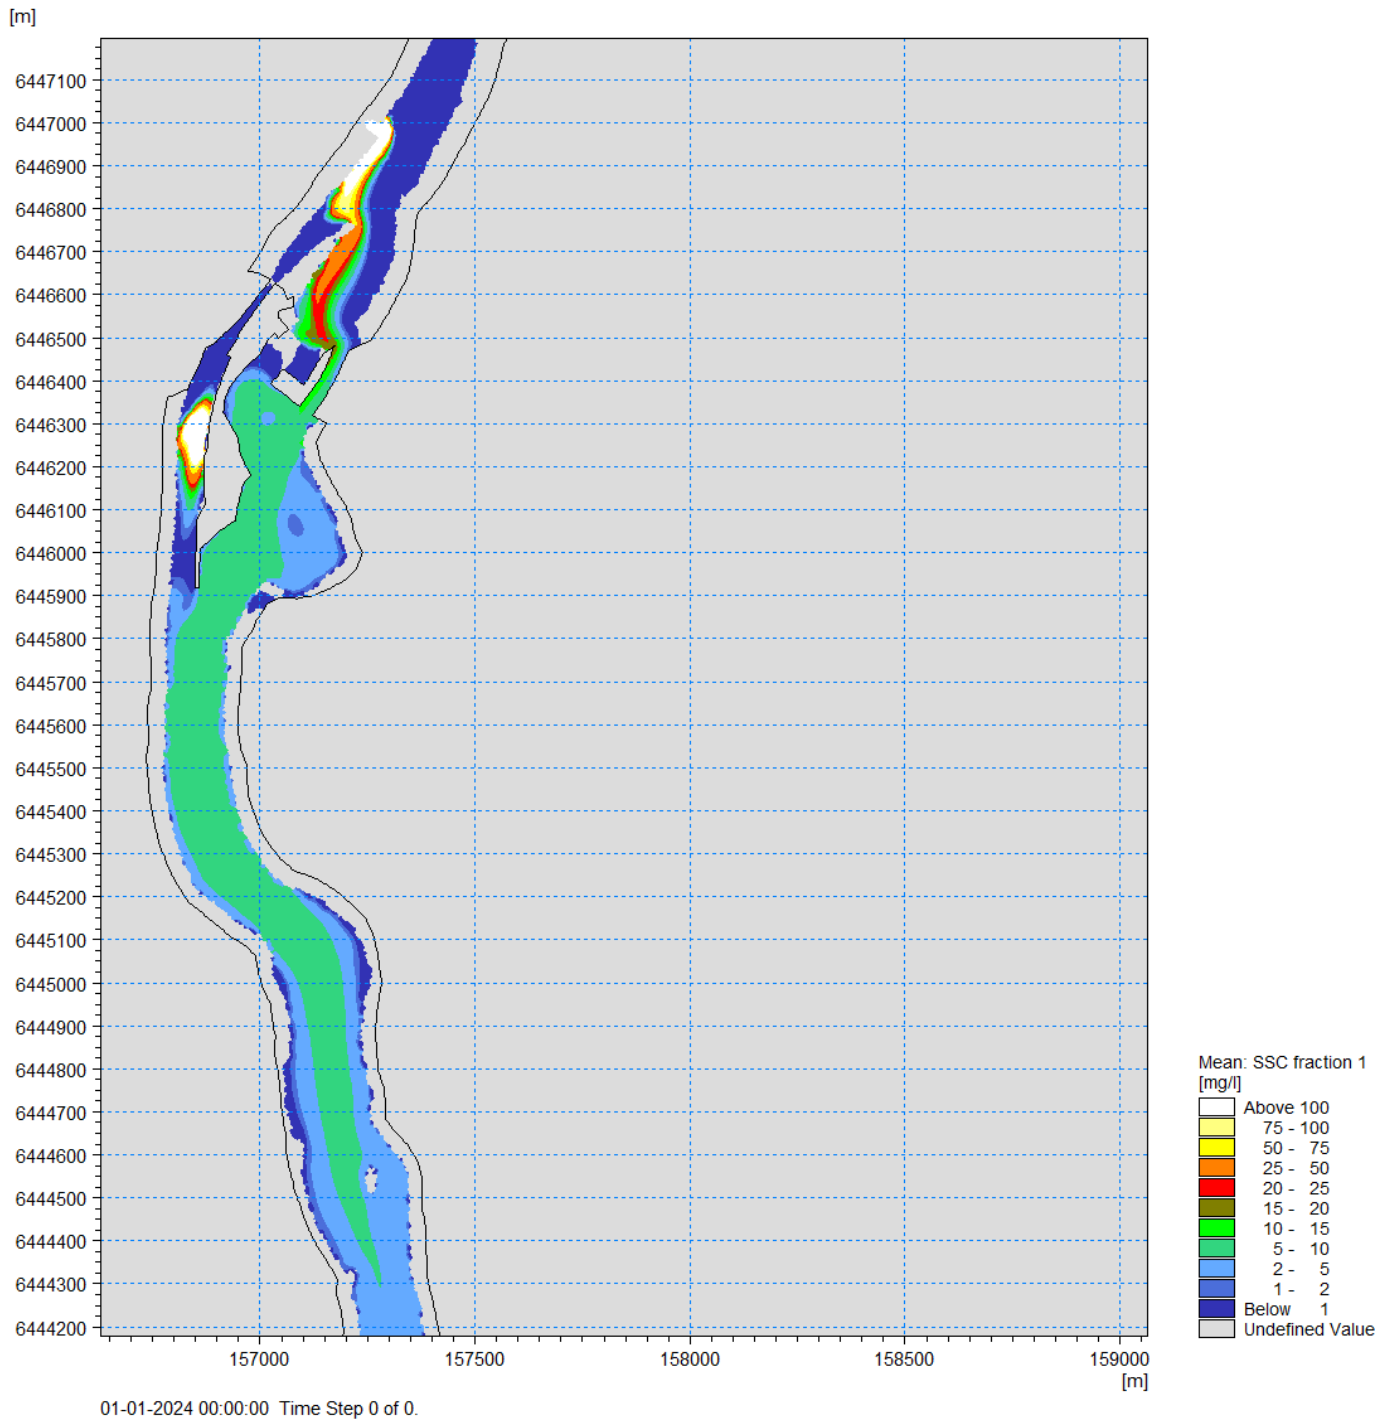 [m]
6447100
6447000
6446900
6446800
6446700
6446600
6446500
6446400
6446300
6446200
6446100
6446000
6445900
6445800
6445700
6445600
6445500
6445400
6445300
6445200
6445100
6445000
6444900
6444800
6444700
6444600
6444500
6444400
6444300
6444200
157000 157500 158000 158500 159000
[m]
01-01-2024 00:00:00 Time Step 0 of 0.
Mean: SSC fraction 1
[mg/l]
Above 100
75 - 100
50 - 75
25 - 50
20 - 25
15 - 20
10 - 15
5 - 10
2 - 5
1 - 2
Below 1
Undefined Value